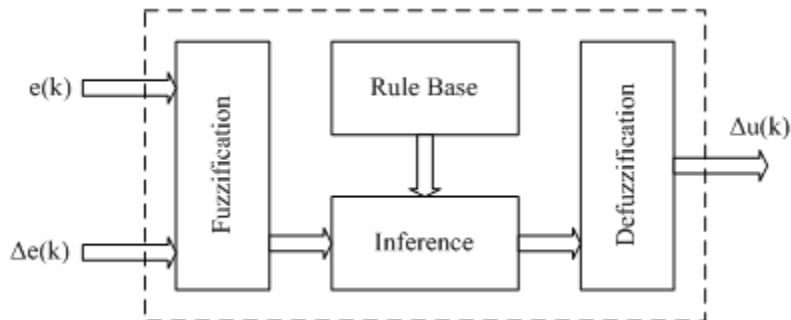 e(k)
Δe(k)
Fuzzification
Rule Base
Inference
Defuzzification
Δu(k)